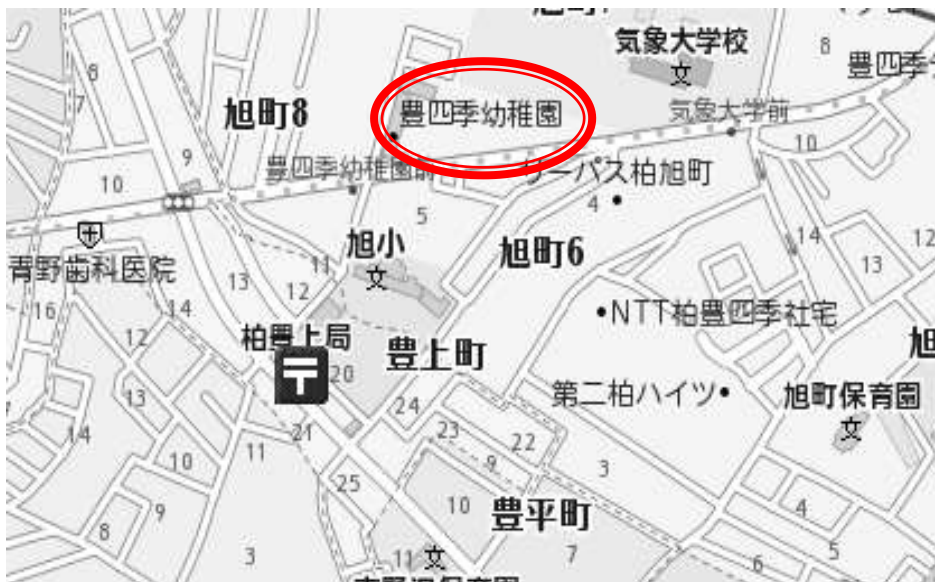 気象大学校
8
豊四季
8
豊四季幼稚園
気象大学前
7
旭町8
9
10
豊四季幼稚園前
リーパス柏旭町
10
5
4
旭小
旭町6
14
12
青野歯科医院
11
13
13
12
16
14
NTT柏豊四季社宅
柏豊上局
12
豊上町
旭
20
第二柏ハイツ
旭町保育園
13
24
14
21
23
22
10
11
9
3
25
9
10
豊平町
4
8
3
11
7
6
5